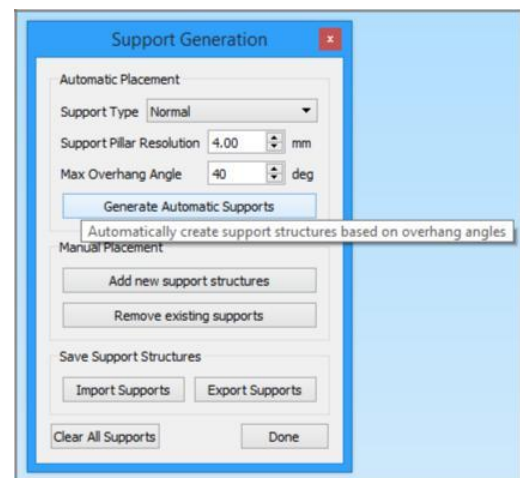 Support Generation
x
Automatic Placement
Support Type Normal
Support Pillar Resolution 4.00 mm
Max Overhang Angle 40 deg
Generate Automatic Supports
Automatically create support structures based on overhang angles
Manual Placement
Add new support structures
Remove existing supports
Save Support Structures
Import Supports Export Supports
Clear All Supports Done